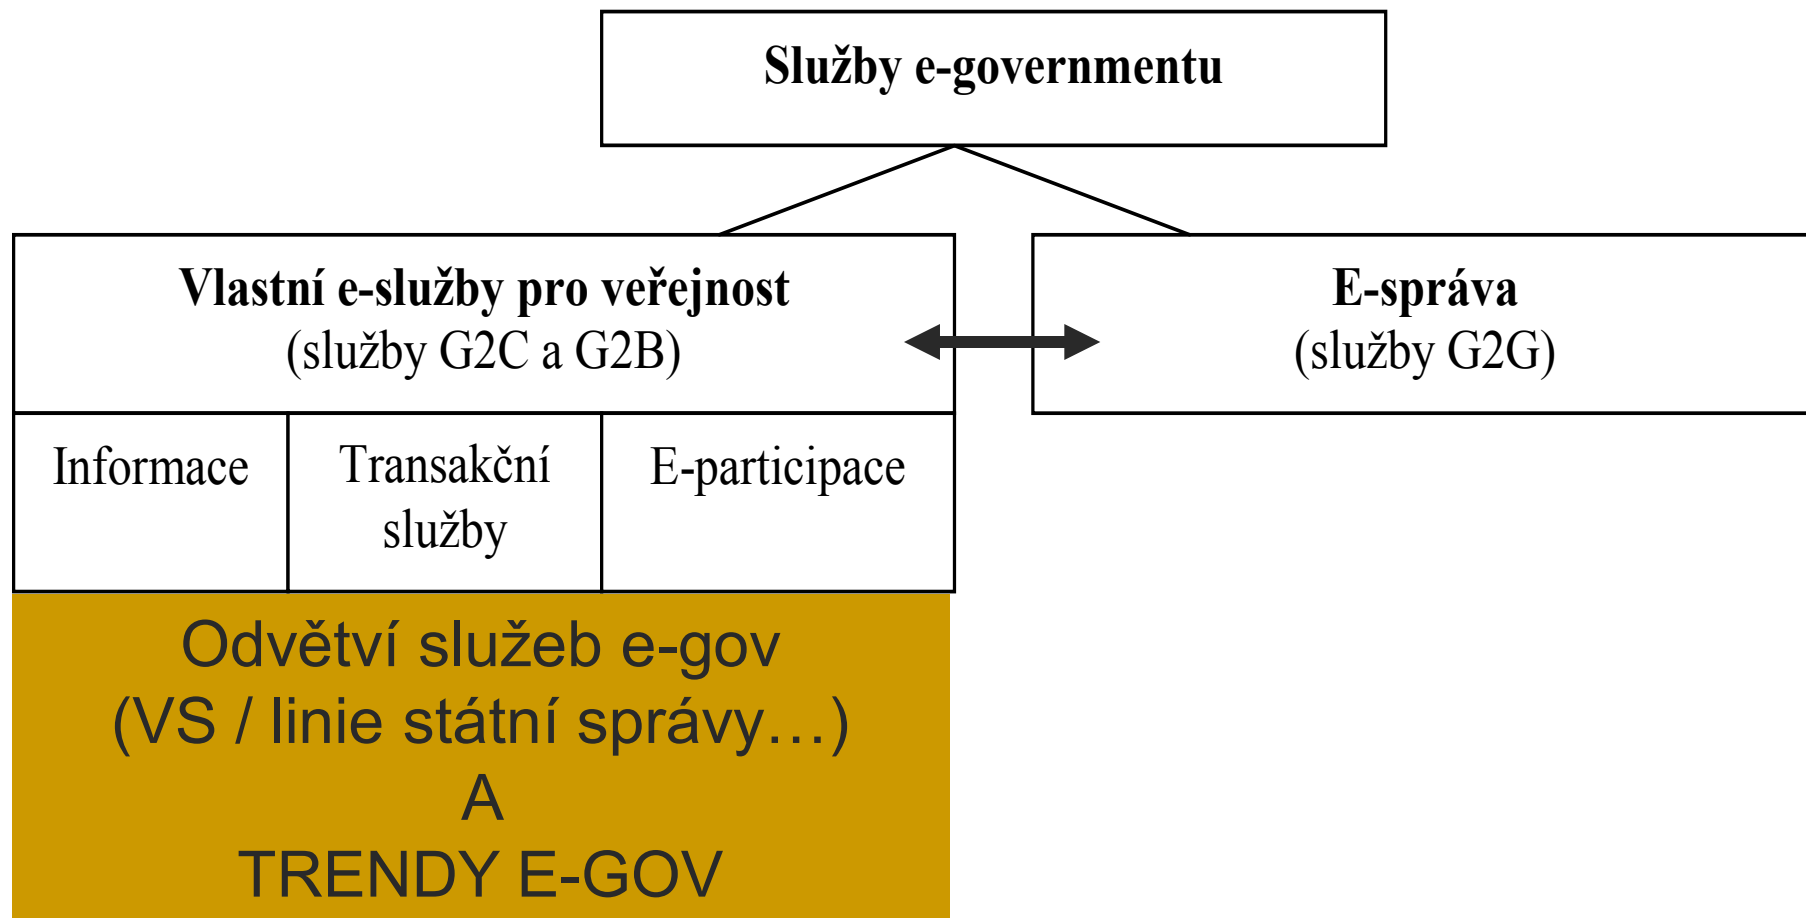 Služby e-governmentu
Vlastní e-služby pro veřejnost
(služby G2C a G2B)
E-správa
(služby G2G)
Informace
Transakční
služby
E-participace
Odvětví služeb e-gov
(VS / linie státní správy…)
A
TRENDY E-GOV